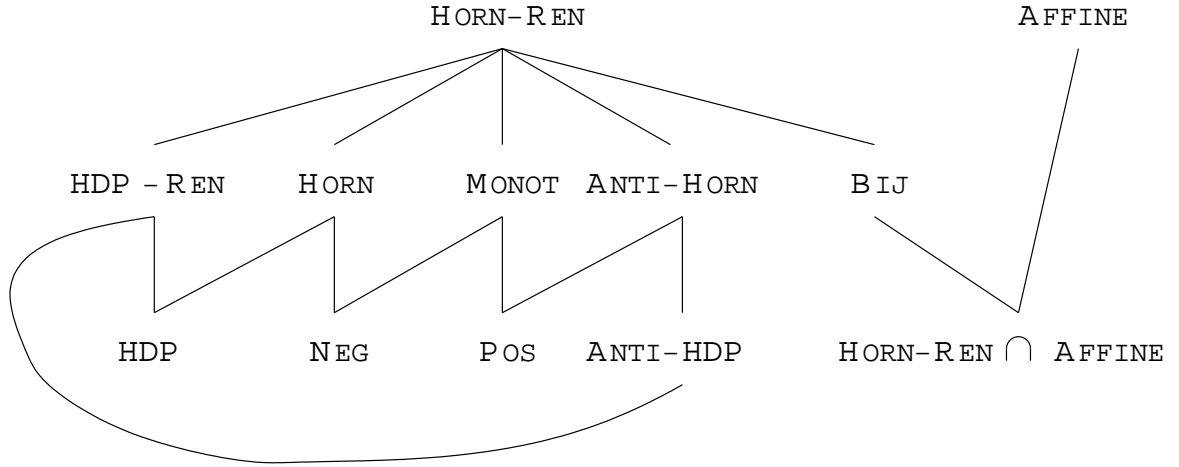 HORN-REN AFFINE
HDP-REN HORN MONOT ANTI-HORN BIJ
HDP NEG POS ANTI-HDP HORN-REN ∩ AFFINE